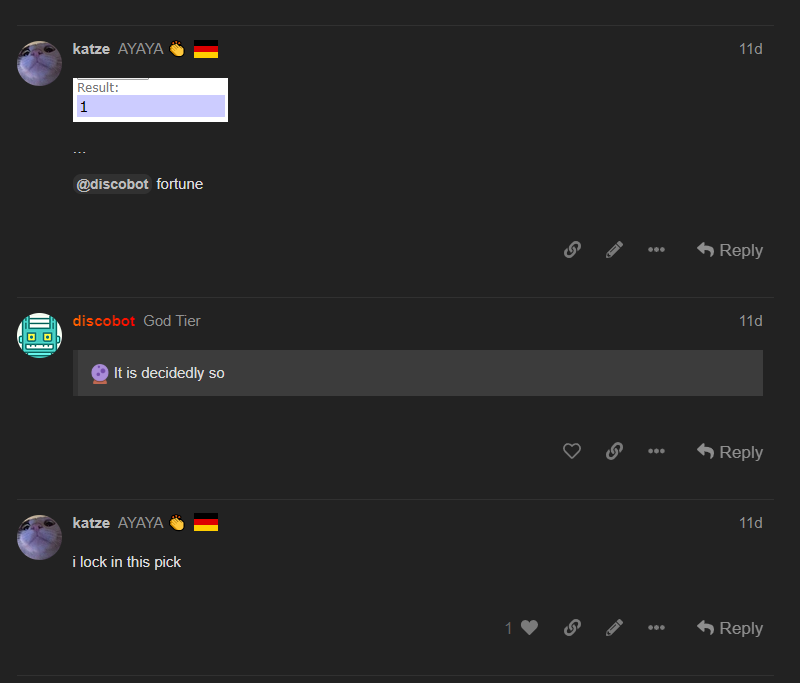 katze AYAYA 👏 🇩🇪 11d
Result:
1
...
@discobot fortune
Reply
discobot God Tier 11d
🔮 It is decidedly so
Reply
katze AYAYA 👏 🇩🇪 11d
i lock in this pick
1 Reply